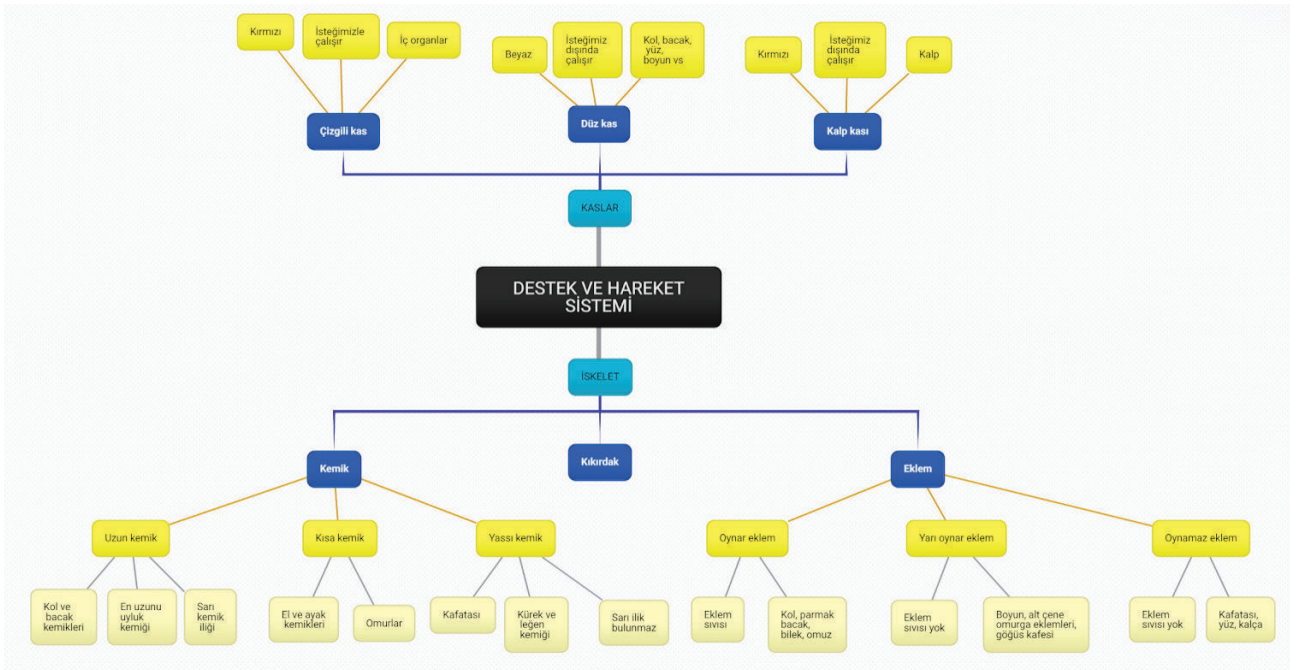 Kırmızı
İsteğimizle
çalışır
İç organlar
Beyaz
İsteğimiz
dışında
çalışır
Kol, bacak,
yüz,
boyun vs
Kırmızı
İsteğimiz
dışında
çalışır
Kalp
Çizgili kas
Düz kas
Kalp kası
KASLAR
DESTEK VE HAREKET
SİSTEMİ
İSKELET
Kemik
Kıkırdak
Eklem
Uzun kemik
Kısa kemik
Yassı kemik
Oynar eklem
Yarı oynar eklem
Oynamaz eklem
Kol ve
bacak
kemikleri
En uzunu
uyluk
kemiği
Sarı
kemik
iliği
El ve ayak
kemikleri
Omurlar
Kafatası
Kürek ve
leğen
kemiği
Sarı ilik
bulunmaz
Eklem
sıvısı
Kol, parmak
bacak,
bilek, omuz
Eklem
sıvısı yok
Boyun, alt çene
omurga eklemleri,
göğüs kafesi
Eklem
sıvısı yok
Kafatası,
yüz, kalça